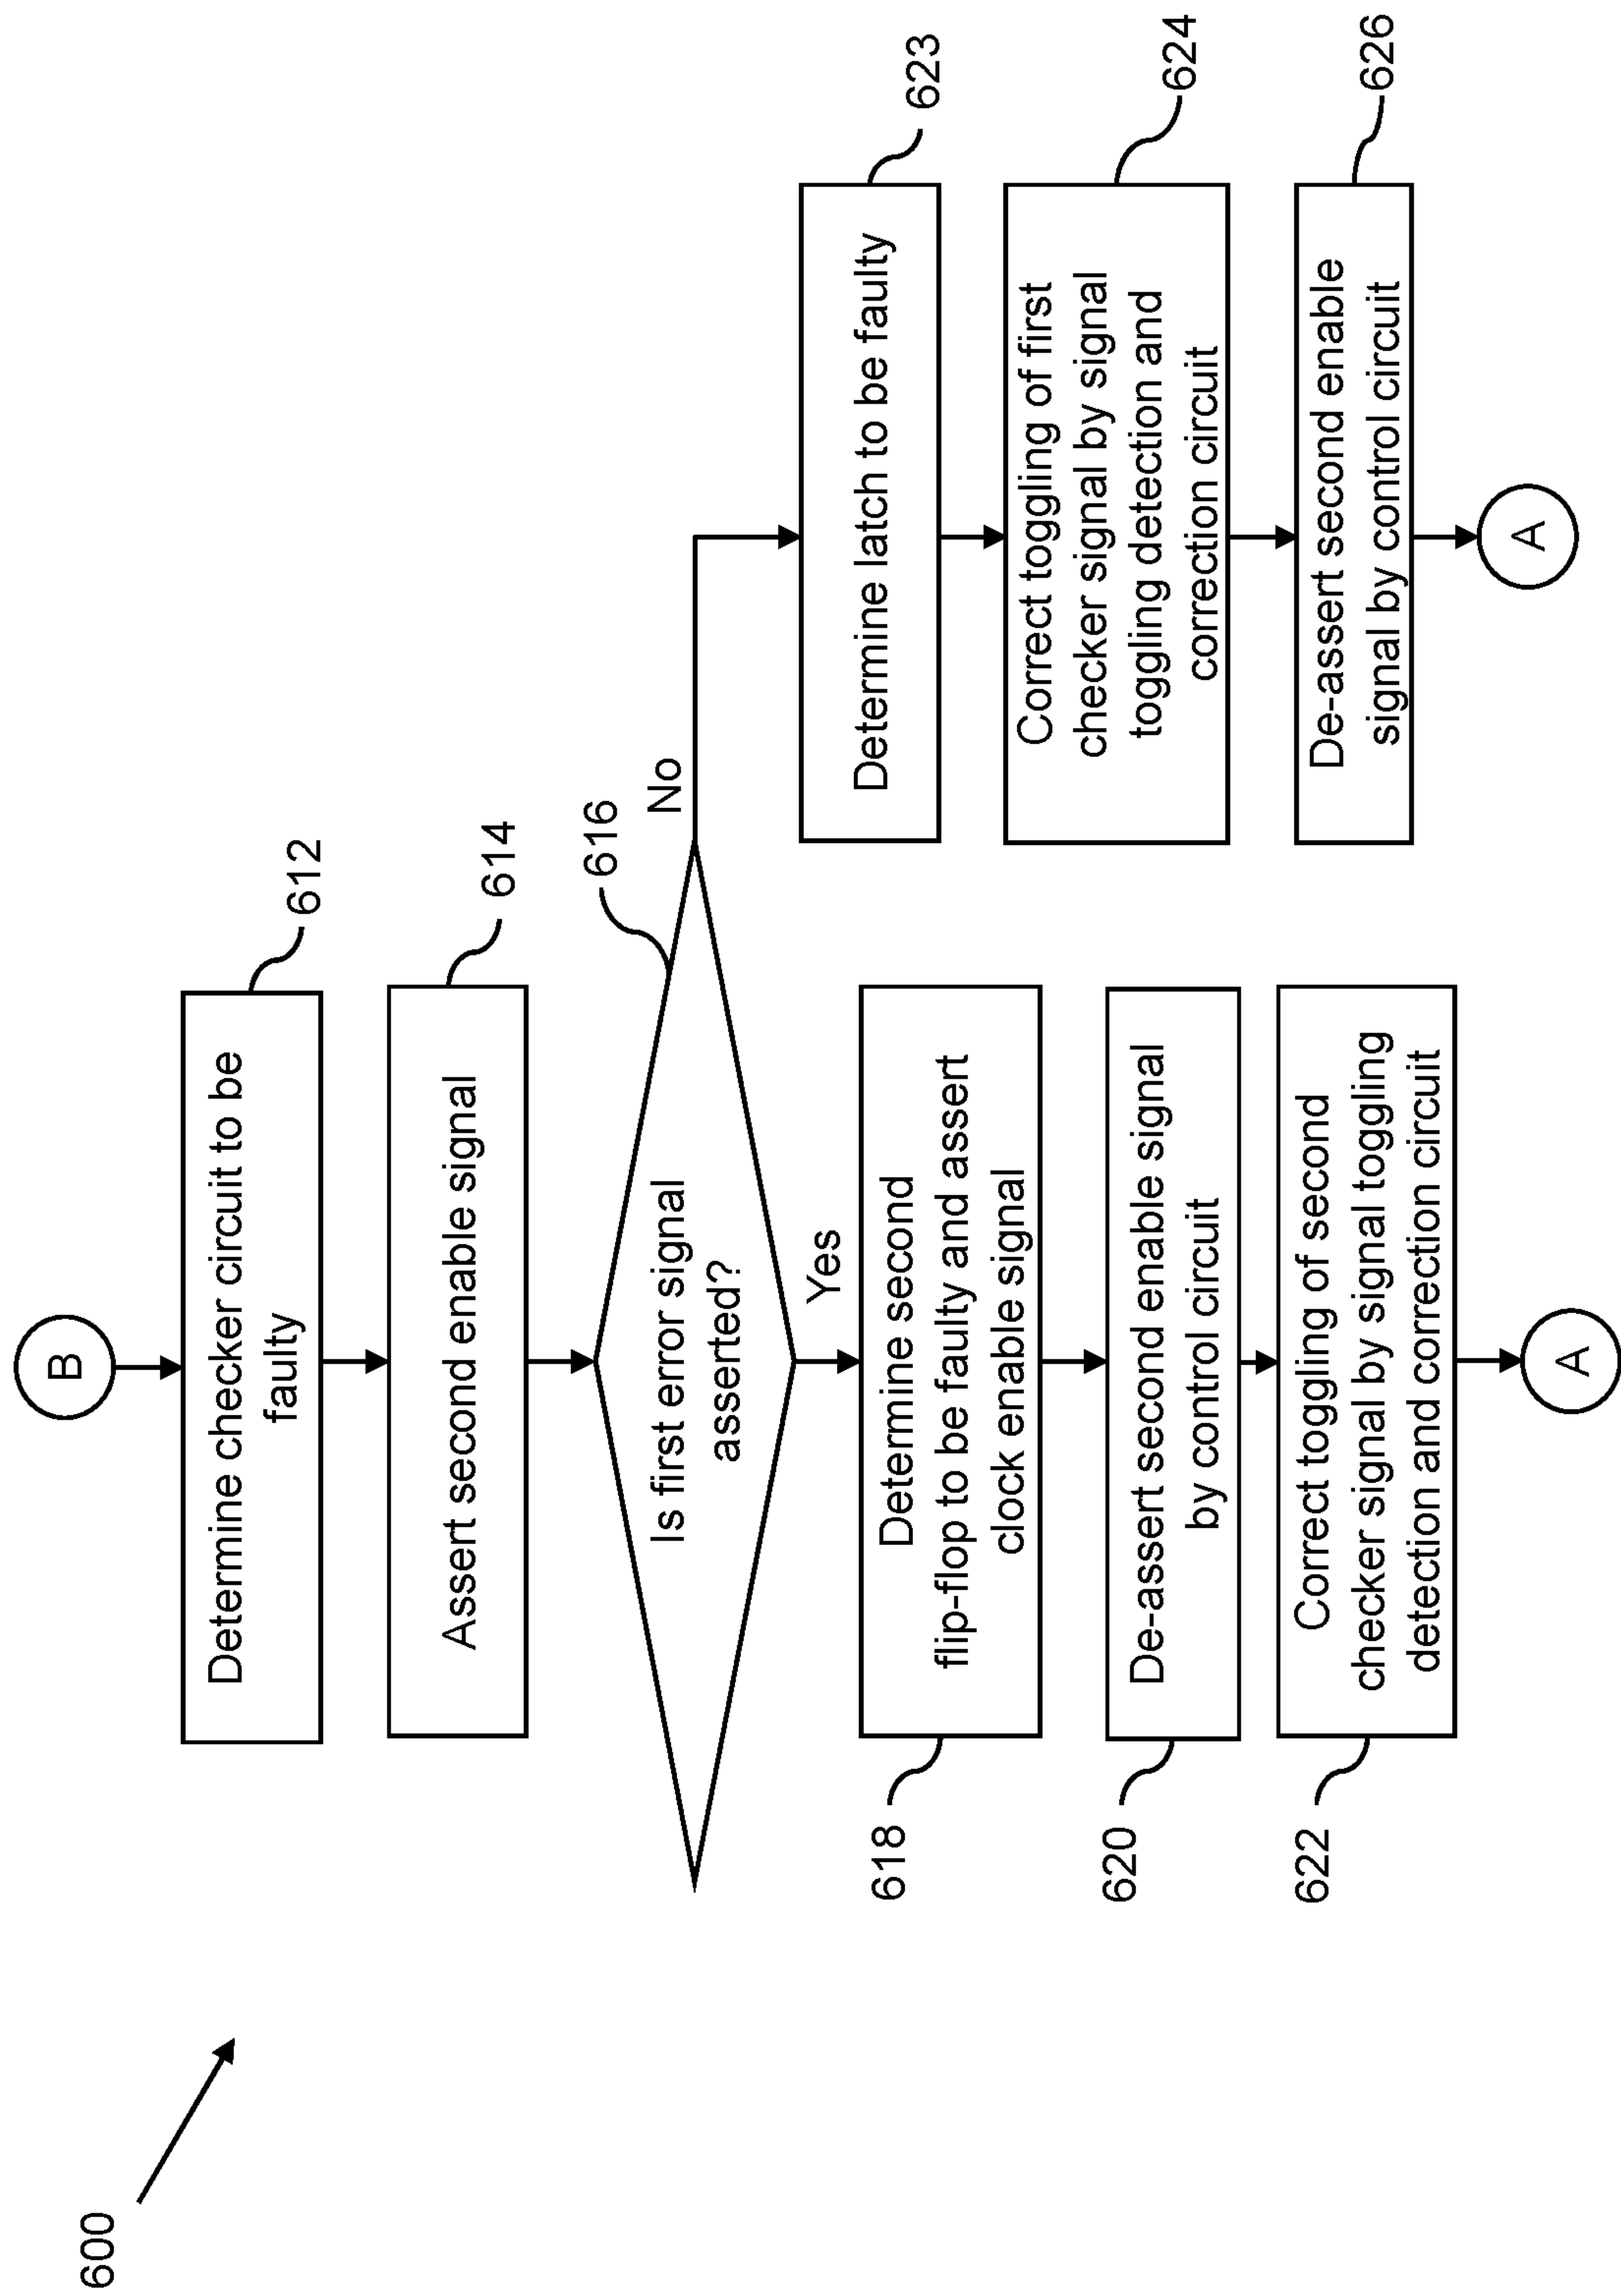 600
B
Determine checker circuit to be
faulty
612
Assert second enable signal
614
Is first error signal
asserted?
616
No
Yes
Determine second
flip-flop to be faulty and assert
clock enable signal
618
De-assert second enable signal
by control circuit
620
Correct toggling of second
checker signal by signal toggling
detection and correction circuit
622
A
Determine latch to be faulty
623
Correct toggling of first
checker signal by signal
toggling detection and
correction circuit
624
De-assert second enable
signal by control circuit
626
A